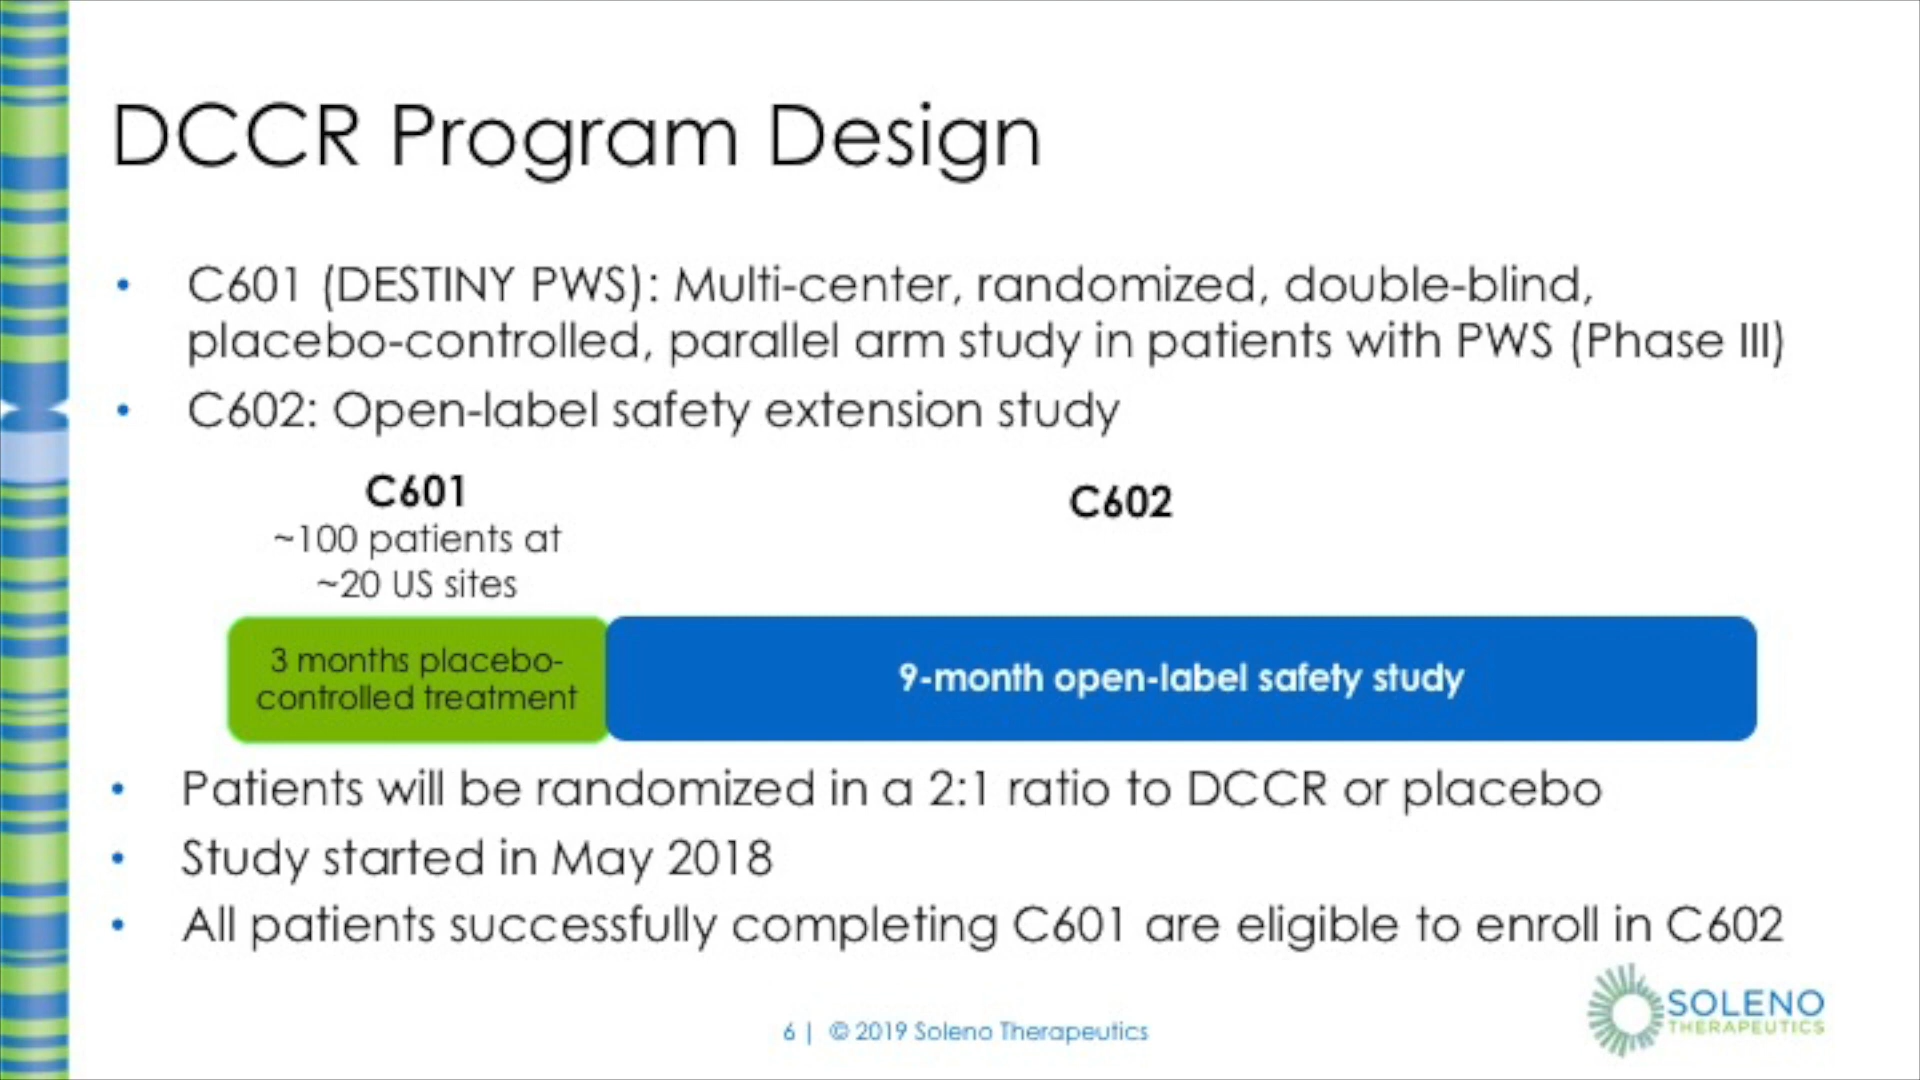 DCCR Program Design
• C601 (DESTINY PWS): Multi-center, randomized, double-blind,
placebo-controlled, parallel arm study in patients with PWS (Phase III)
• C602: Open-label safety extension study
C601
~100 patients at
~20 US sites
C602
3 months placebo-
controlled treatment
9-month open-label safety study
• Patients will be randomized in a 2:1 ratio to DCCR or placebo
• Study started in May 2018
• All patients successfully completing C601 are eligible to enroll in C602
6 | © 2019 Soleno Therapeutics
SOLENO
THERAPEUTICS